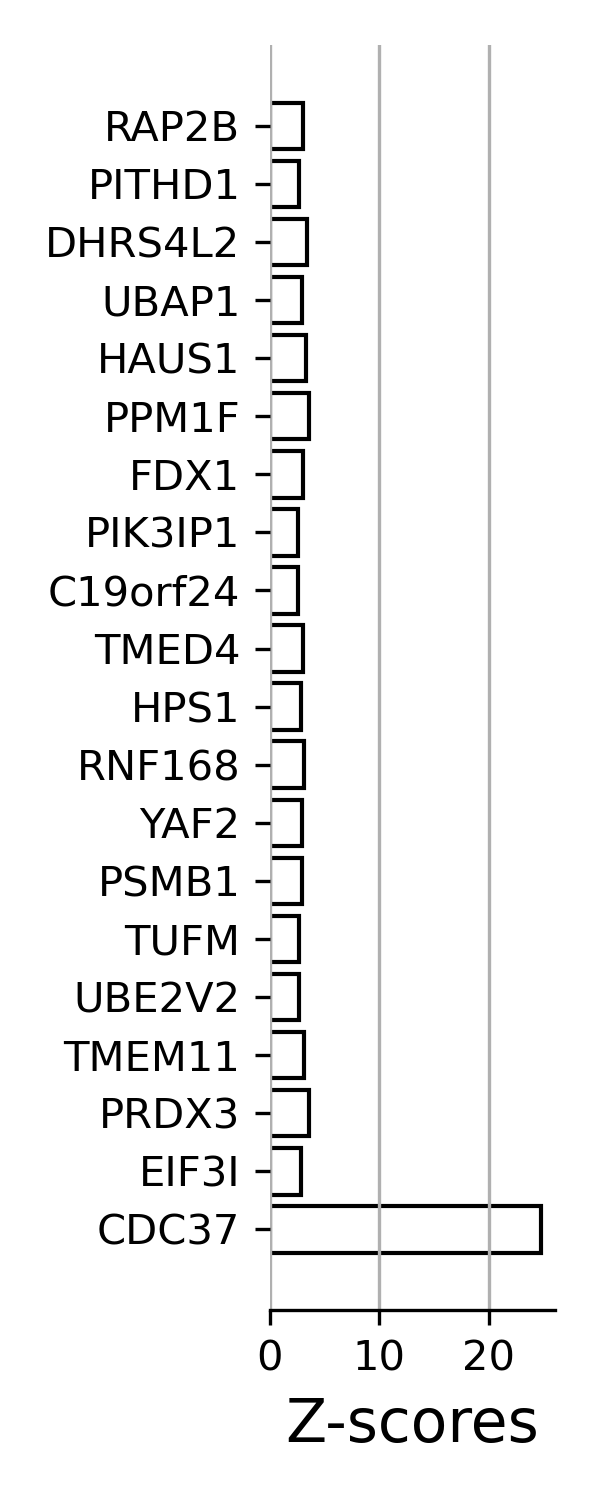 RAP2B
PITHD1
DHRS4L2
UBAP1
HAUS1
PPM1F
FDX1
PIK3IP1
C19orf24
TMED4
HPS1
RNF168
YAF2
PSMB1
TUFM
UBE2V2
TMEM11
PRDX3
EIF3I
CDC37
0 10 20
Z-scores